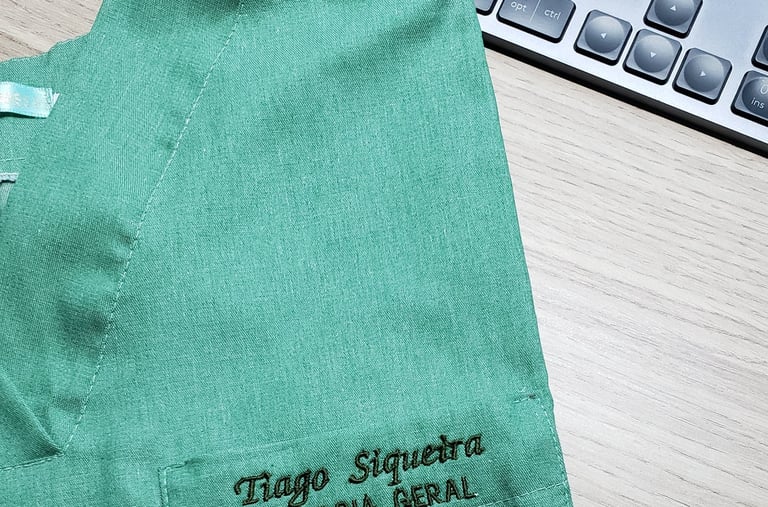 opt
ctrl
ins
Tiago Siqueira
GERAL